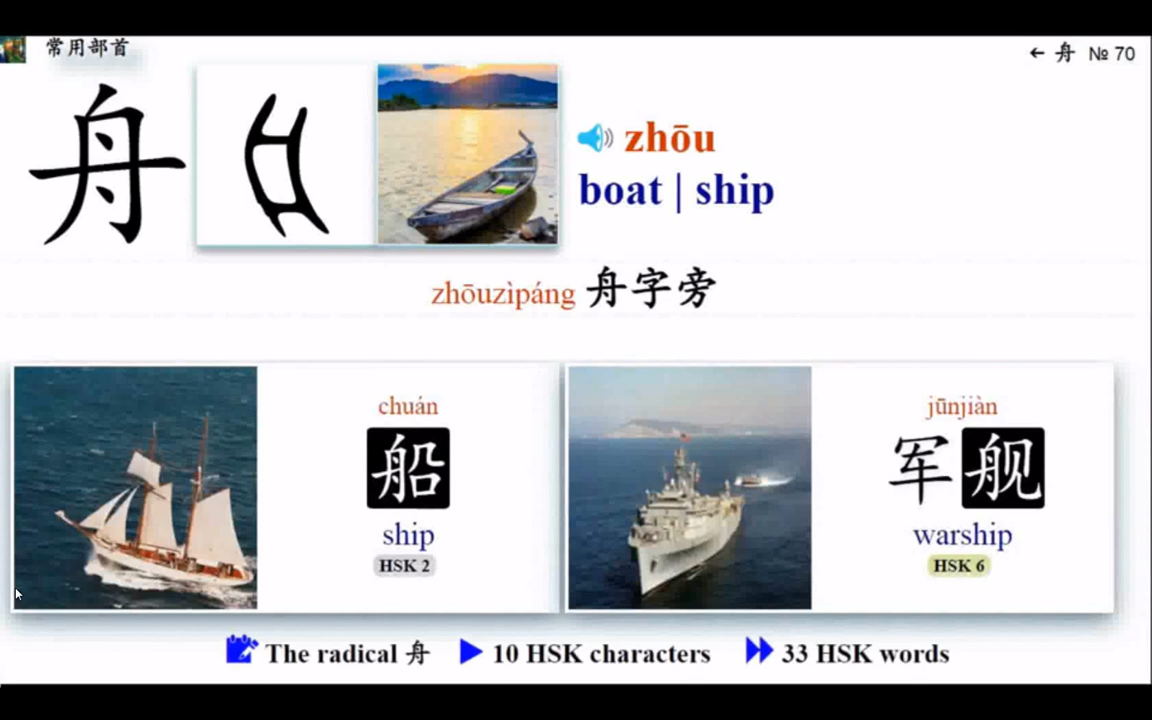 常用部首
← 舟 № 70
舟
zhōu
boat | ship
zhōuzìpáng 舟字旁
chuán
船
ship
HSK 2
jūnjiàn
军舰
warship
HSK 6
The radical 舟
10 HSK characters
33 HSK words